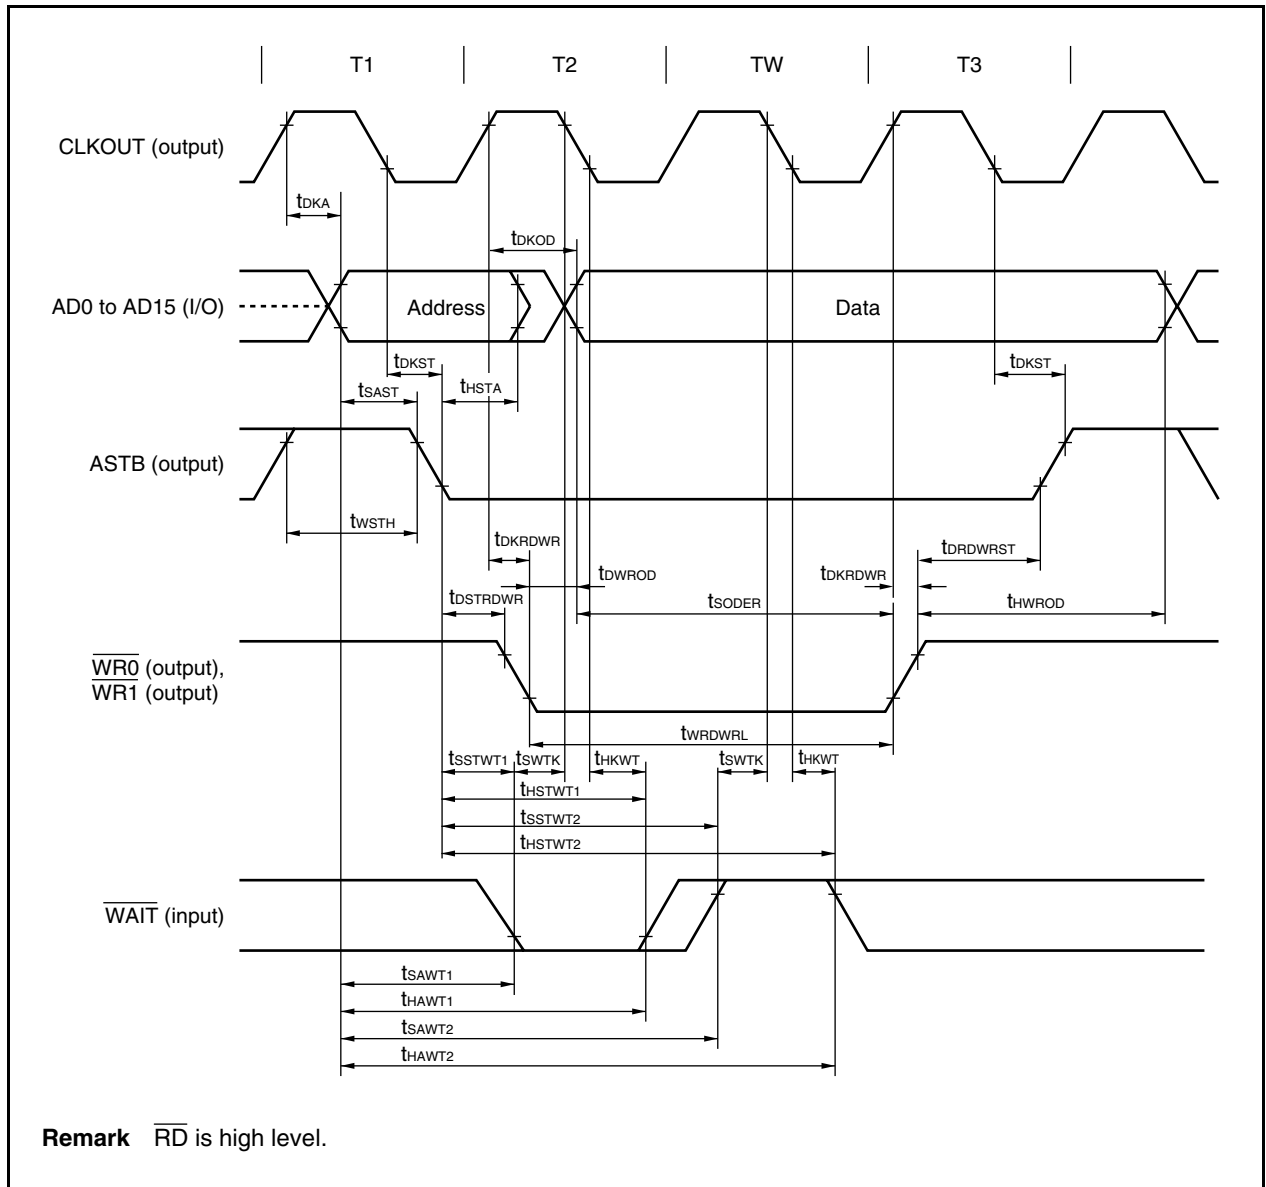 T1 T2 TW T3
CLKOUT (output)
tDKA
tDKOD
AD0 to AD15 (I/O)
Address
Data
tDKST
tDKST
tSAST
tHSTA
ASTB (output)
tWSTH
tDKRDWR
tDRDWRST
tDWROD
tDKRDWR
tDSTRDWR
tSODER
tHWROD
WR0 (output),
WR1 (output)
tWRDWRL
tSSTWT1 tSWTK tHKWT tSWTK tHKWT
tHSTWT1
tSSTWT2
tHSTWT2
WAIT (input)
tSAWT1
tHAWT1
tSAWT2
tHAWT2
Remark RD is high level.